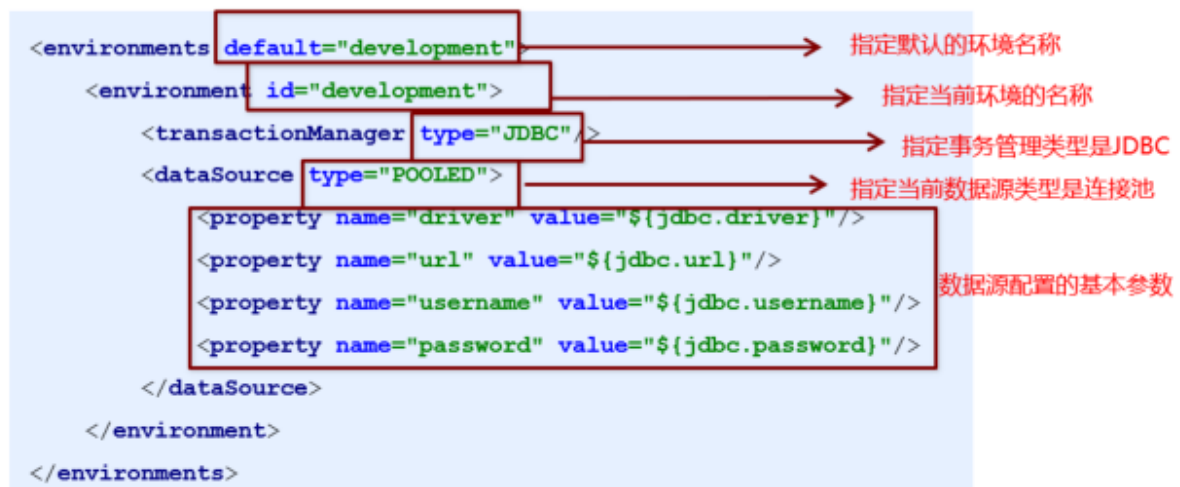 <environments default="development">
指定默认的环境名称
<environment id="development">
指定当前环境的名称
<transactionManager type="JDBC"/>
指定事务管理类型是JDBC
<dataSource type="POOLED">
指定当前数据源类型是连接池
<property name="driver" value="${jdbc.driver}"/>
<property name="url" value="${jdbc.url}"/>
<property name="username" value="${jdbc.username}"/>
数据源配置的基本参数
<property name="password" value="${jdbc.password}"/>
</dataSource>
</environment>
</environments>